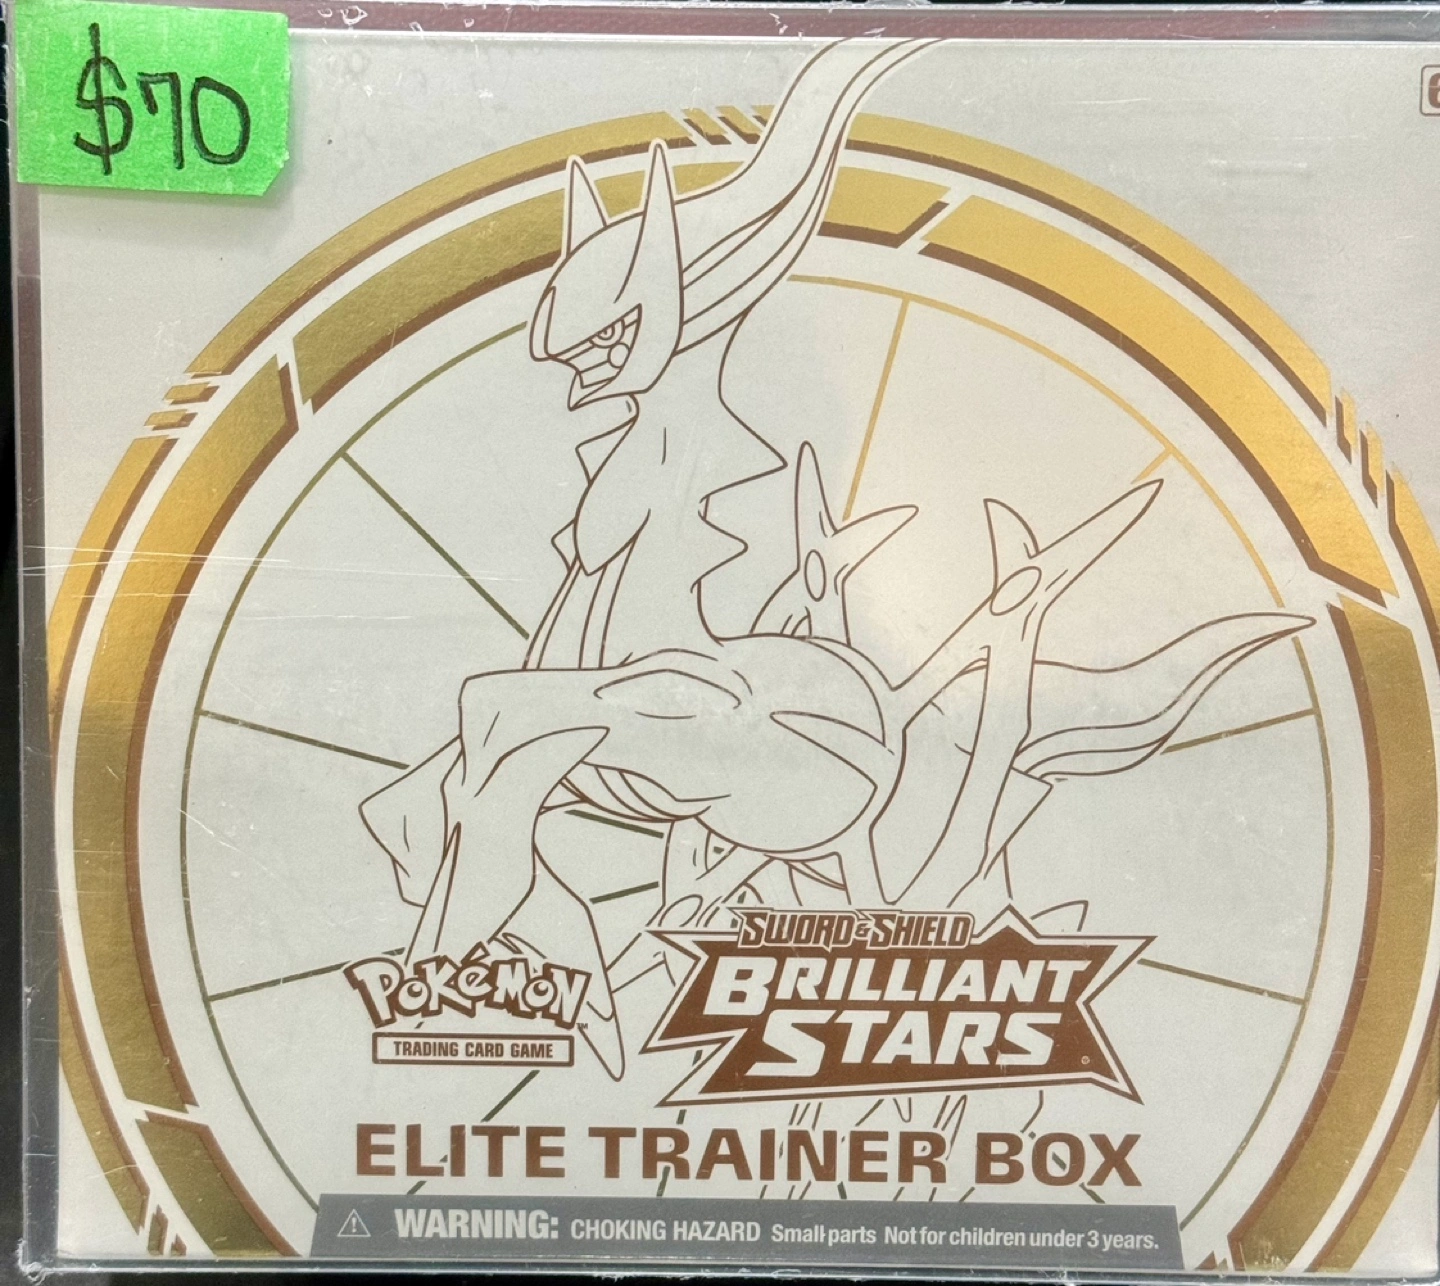 $70
POKÉMON
TRADING CARD GAME
SWORD & SHIELD
BRILLIANT
STARS
ELITE TRAINER BOX
WARNING: CHOKING HAZARD Small parts Not for children under 3 years.